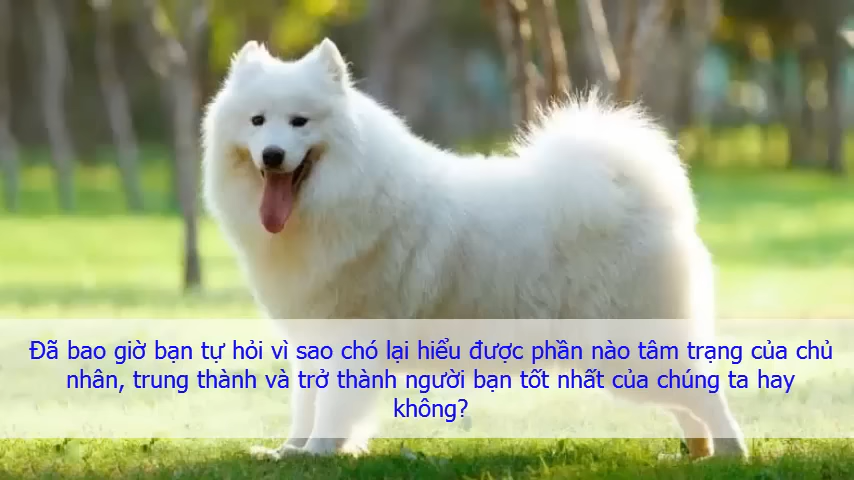 Đã bao giờ bạn tự hỏi vì sao chó lại hiểu được phần nào tâm trạng của chủ
nhân, trung thành và trở thành người bạn tốt nhất của chúng ta hay
không?